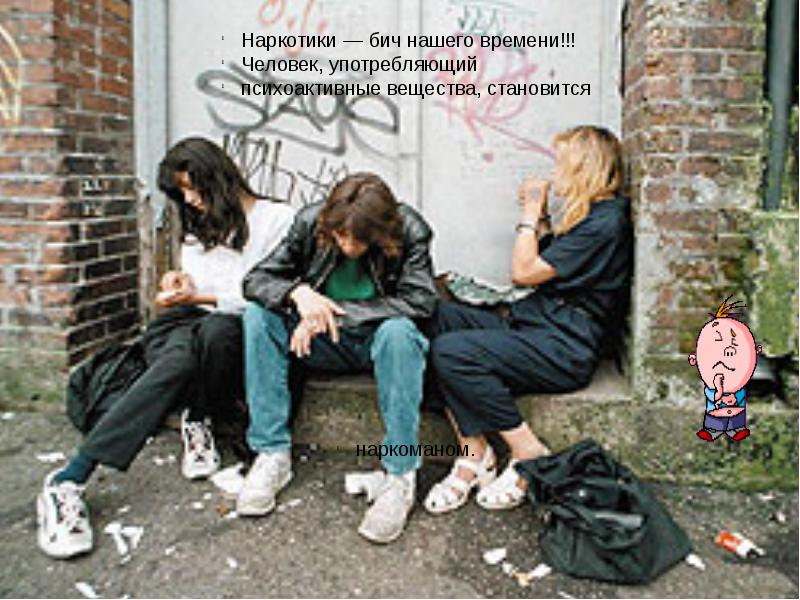 Наркотики — бич нашего времени!!!
Человек, употребляющий
психоактивные вещества, становится
наркоманом.